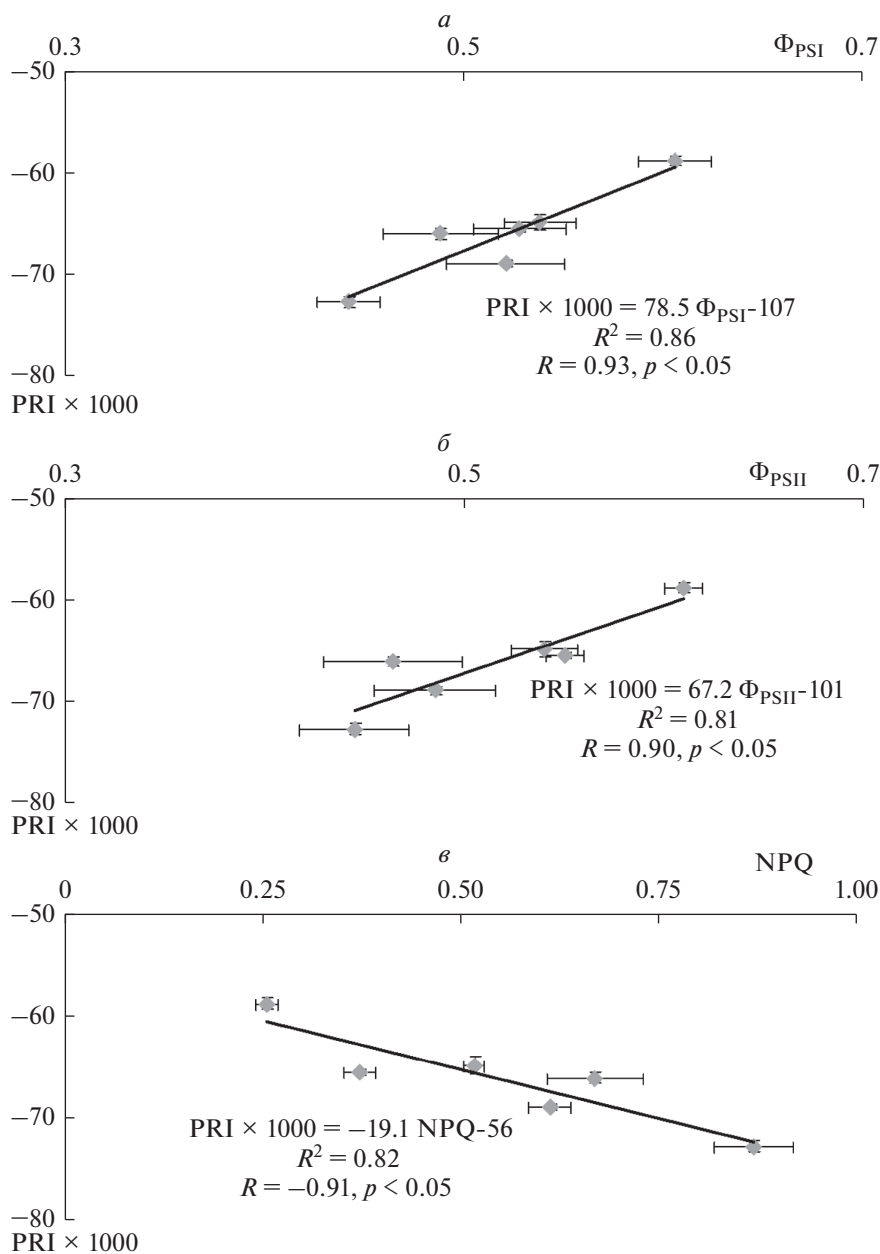 а
0.3 0.5 Φ_PSI 0.7
−50
−60
−70
PRI × 1000 = 78.5 Φ_PSI-107
R² = 0.86
R = 0.93, p < 0.05
−80
PRI × 1000
б
0.3 0.5 Φ_PSII 0.7
−50
−60
−70
PRI × 1000 = 67.2 Φ_PSII-101
R² = 0.81
R = 0.90, p < 0.05
−80
PRI × 1000
в NPQ
0 0.25 0.50 0.75 1.00
−50
−60
−70
PRI × 1000 = −19.1 NPQ-56
R² = 0.82
R = −0.91, p < 0.05
−80
PRI × 1000